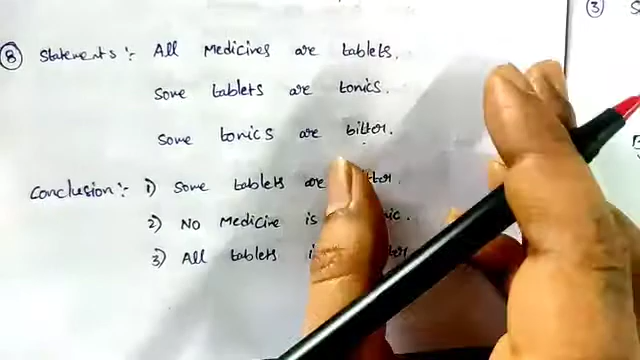 8 Statements :- All Medicines are tablets.
Some tablets are tonics.
Some tonics are bitter.
Conclusion :- 1) Some tablets are
2) No Medicine is
3) All tablets
(3)